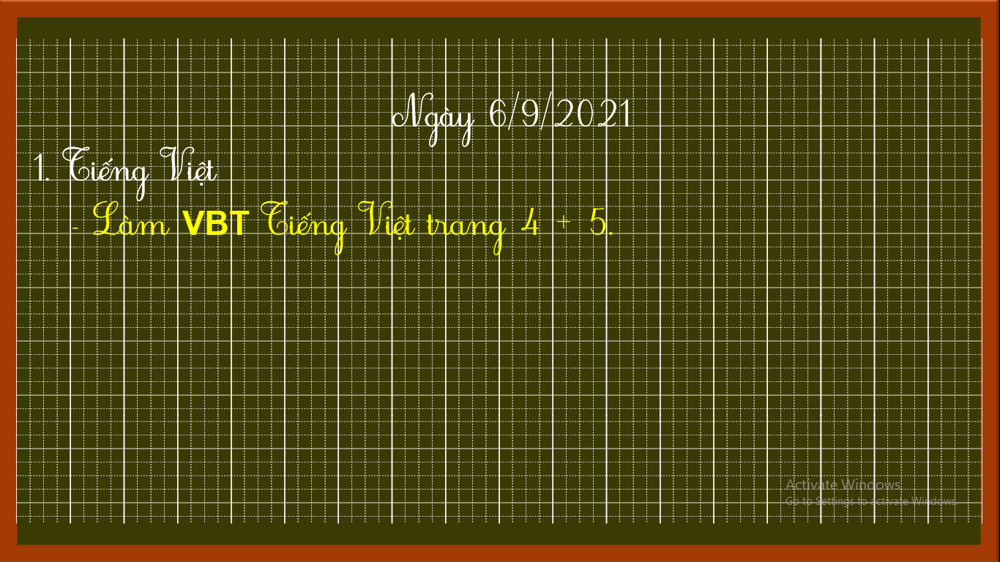 Ngày 6/9/2021
1. Tiếng Việt
- Làm VBT Tiếng Việt trang 4 + 5.
Activate Windows
Go to Settings to activate Windows.